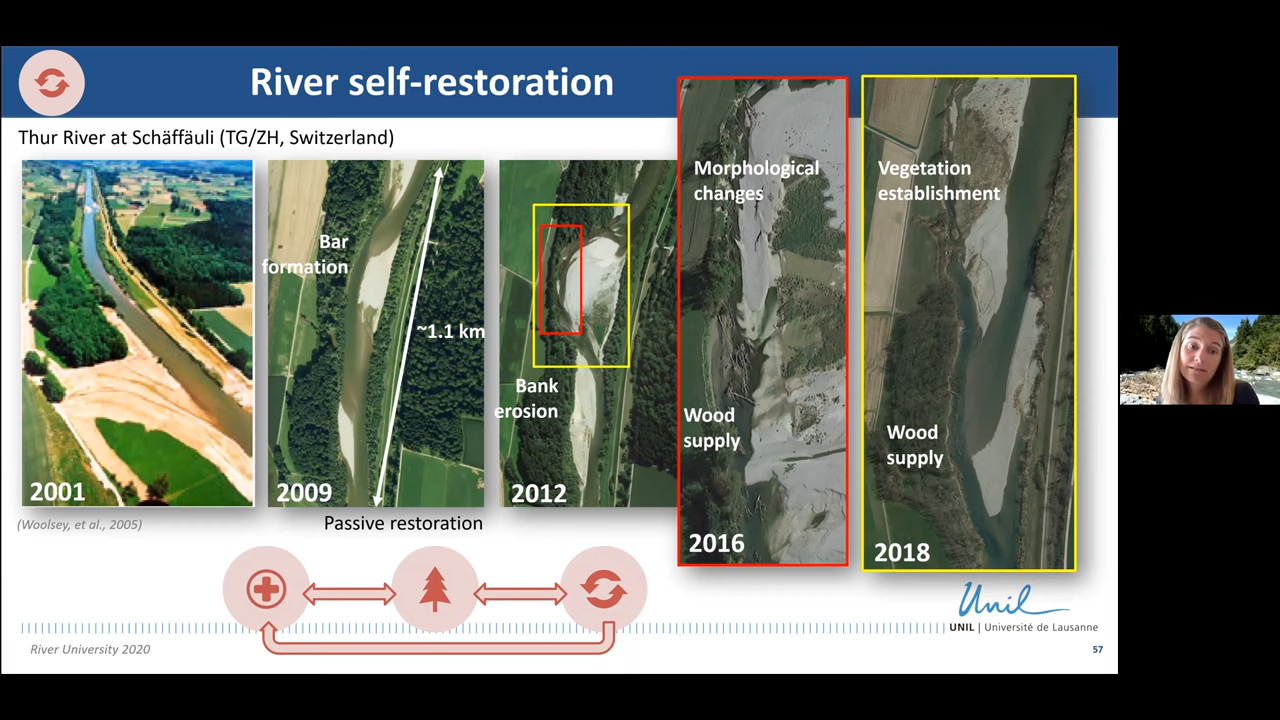 River self-restoration
Thur River at Schäffäuli (TG/ZH, Switzerland)
2001
Bar
formation
~1.1 km
2009
Bank
erosion
2012
Morphological
changes
Wood
supply
2016
Vegetation
establishment
Wood
supply
2018
(Woolsey, et al., 2005)
Passive restoration
Unil
UNIL | Université de Lausanne
River University 2020
57